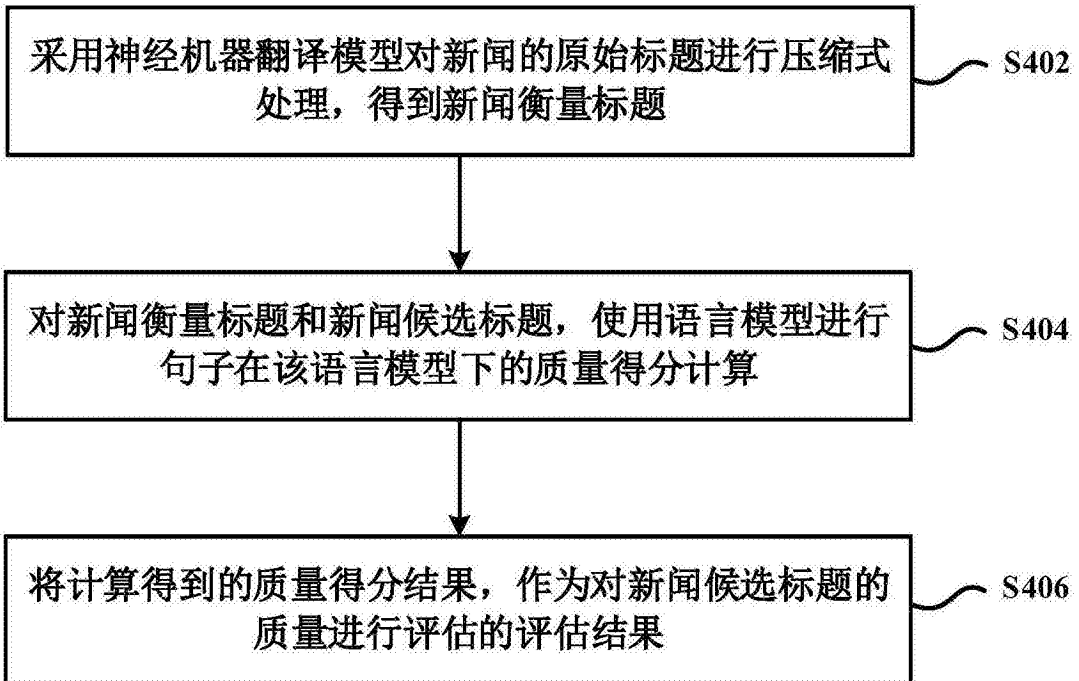 采用神经机器翻译模型对新闻的原始标题进行压缩式
处理，得到新闻衡量标题
S402
对新闻衡量标题和新闻候选标题，使用语言模型进行
句子在该语言模型下的质量得分计算
S404
将计算得到的质量得分结果，作为对新闻候选标题的
质量进行评估的评估结果
S406